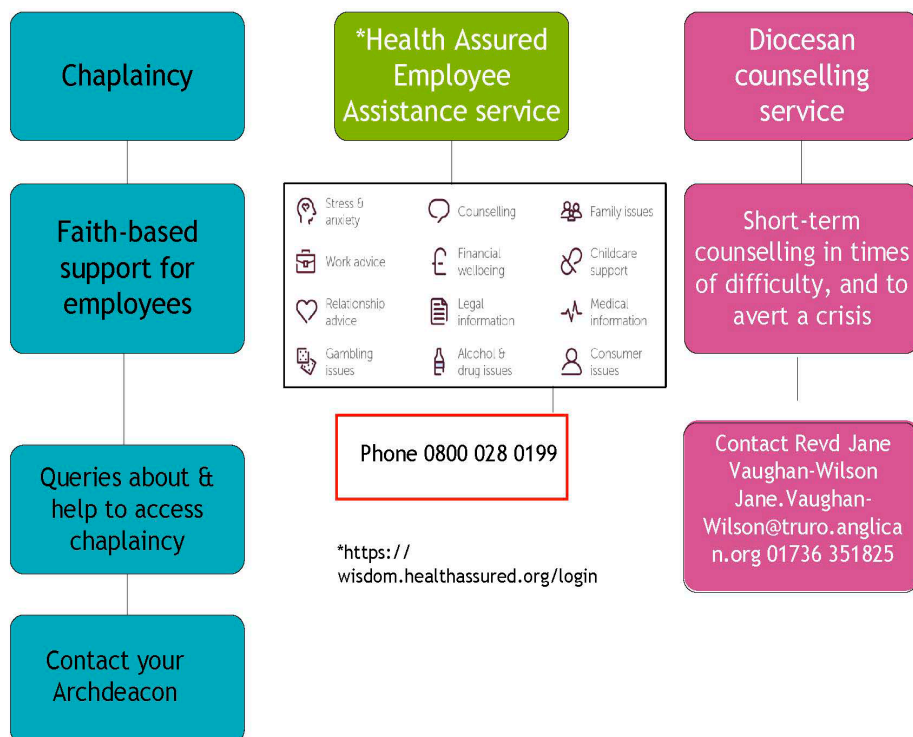 Chaplaincy
Faith-based
support for
employees
Queries about &
help to access
chaplaincy
Contact your
Archdeacon
*Health Assured
Employee
Assistance service
Stress &
anxiety
Counselling
Family issues
Work advice
Financial
wellbeing
Childcare
support
Relationship
advice
Legal
information
Medical
information
Gambling
issues
Alcohol &
drug issues
Consumer
issues
Phone 0800 028 0199
*https://
wisdom.healthassured.org/login
Diocesan
counselling
service
Short-term
counselling in times
of difficulty, and to
avert a crisis
Contact Revd Jane
Vaughan-Wilson
Jane.Vaughan-
Wilson@truro.anglica
n.org 01736 351825